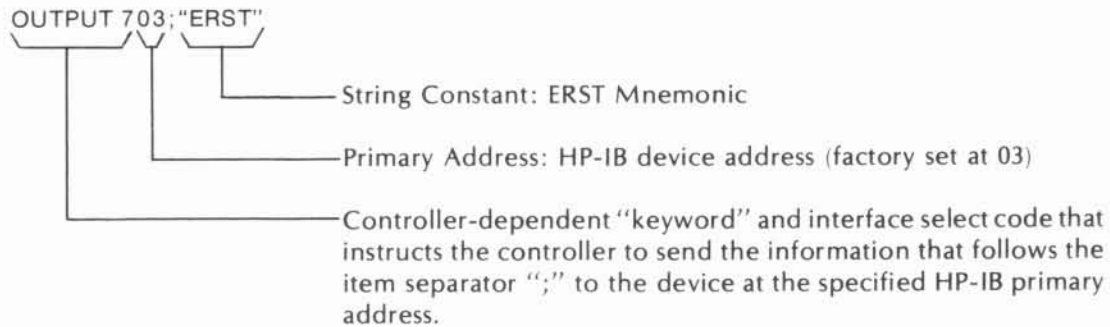 OUTPUT 703;"ERST"
String Constant: ERST Mnemonic
Primary Address: HP-IB device address (factory set at 03)
Controller-dependent "keyword" and interface select code that
instructs the controller to send the information that follows the
item separator ";" to the device at the specified HP-IB primary
address.